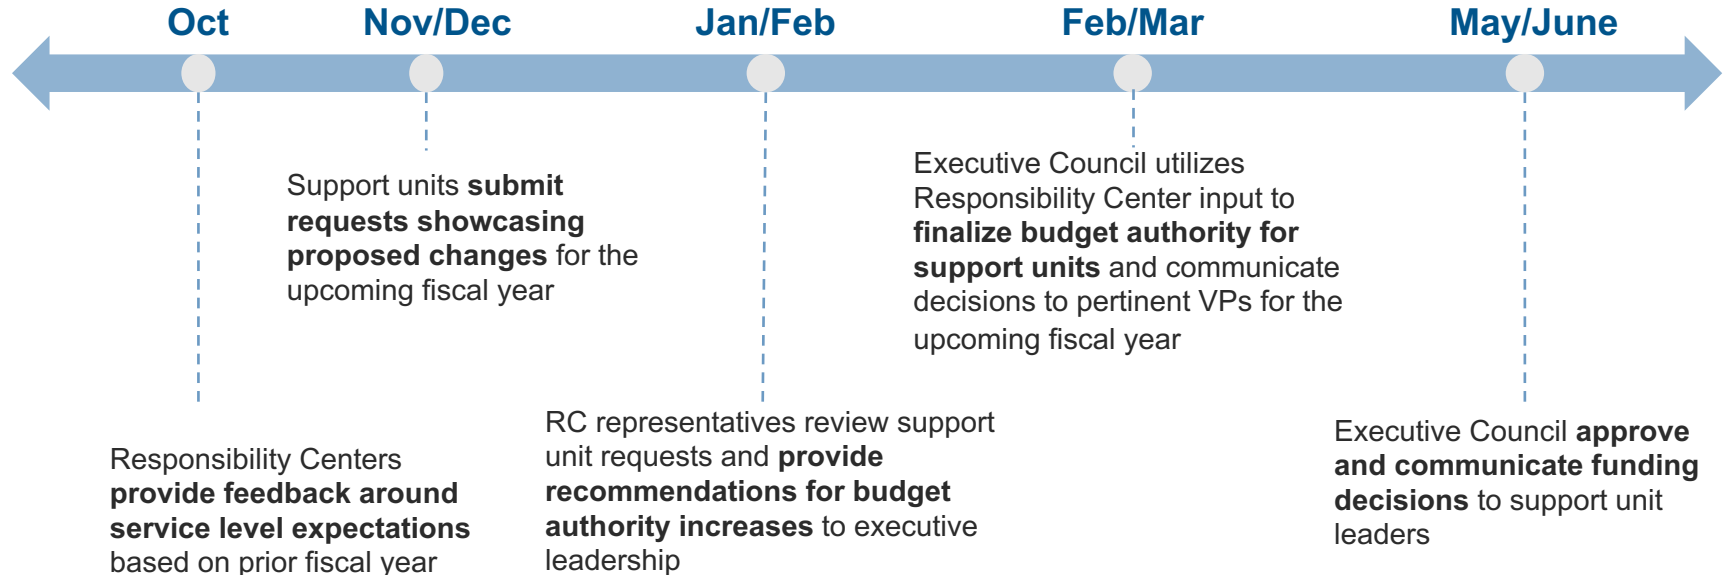 Oct
Nov/Dec
Jan/Feb
Feb/Mar
May/June
Responsibility Centers
provide feedback around
service level expectations
based on prior fiscal year
Support units submit
requests showcasing
proposed changes for the
upcoming fiscal year
RC representatives review support
unit requests and provide
recommendations for budget
authority increases to executive
leadership
Executive Council utilizes
Responsibility Center input to
finalize budget authority for
support units and communicate
decisions to pertinent VPs for the
upcoming fiscal year
Executive Council approve
and communicate funding
decisions to support unit
leaders